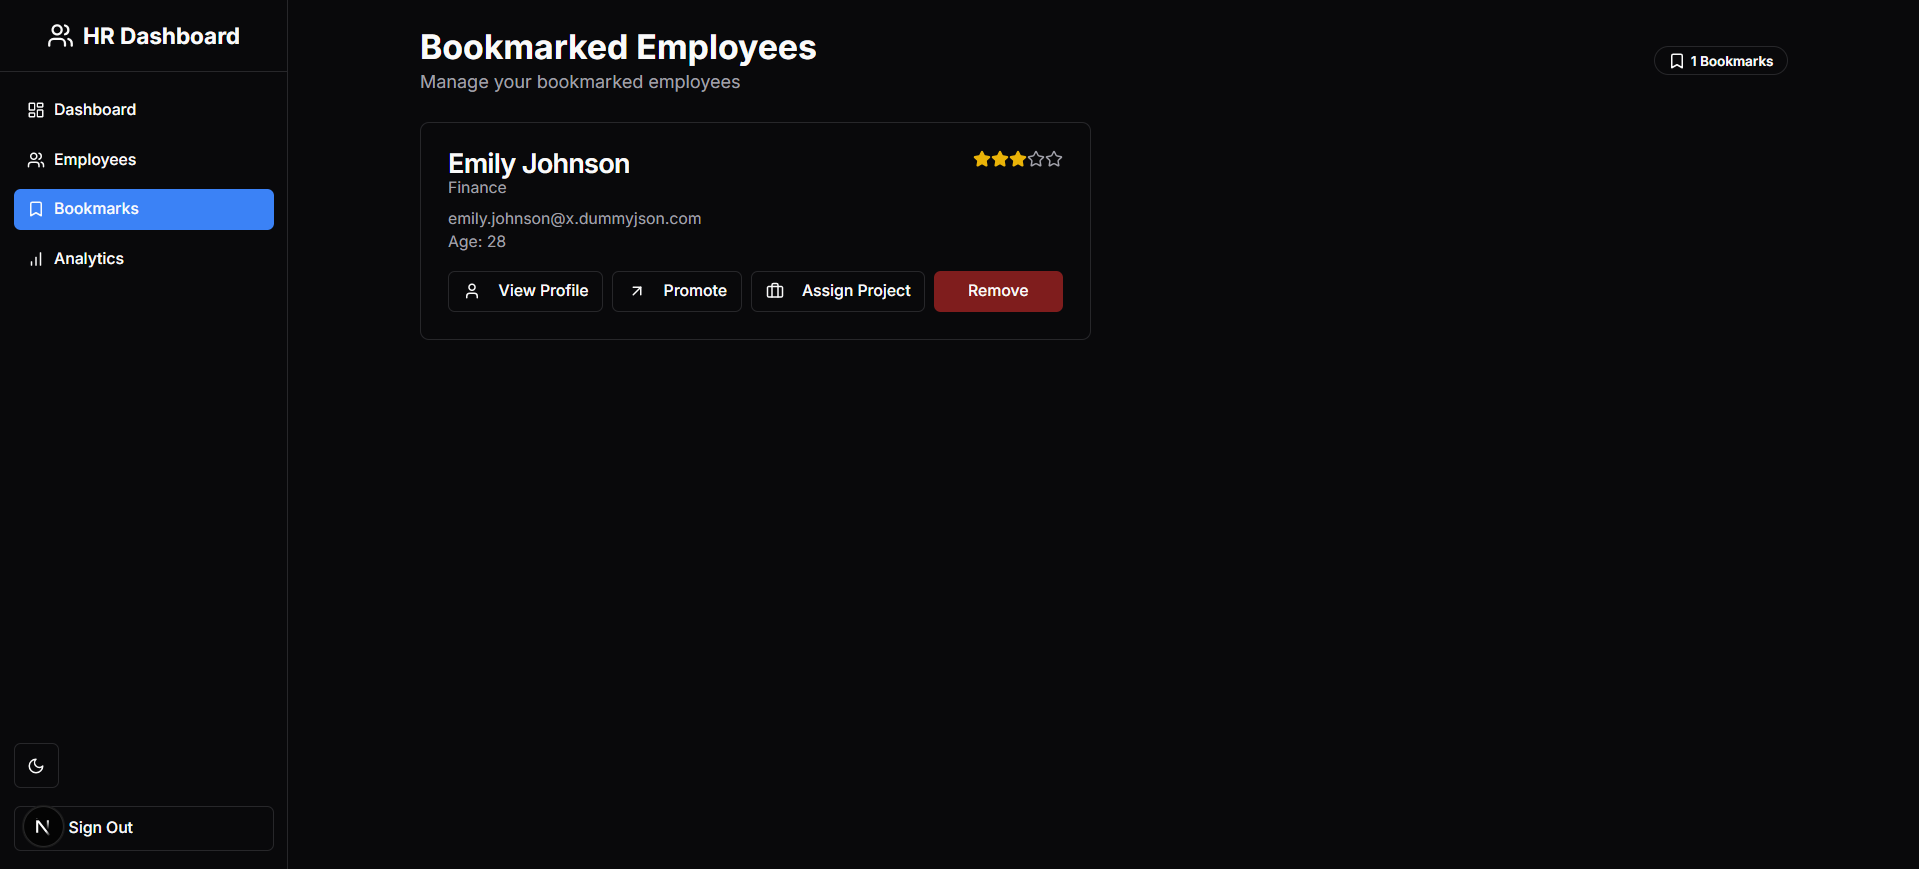 HR Dashboard
Dashboard
Employees
Bookmarks
Analytics
N
Sign Out
Bookmarked Employees
Manage your bookmarked employees
1 Bookmarks
Emily Johnson
Finance
emily.johnson@x.dummyjson.com
Age: 28
View Profile
Promote
Assign Project
Remove